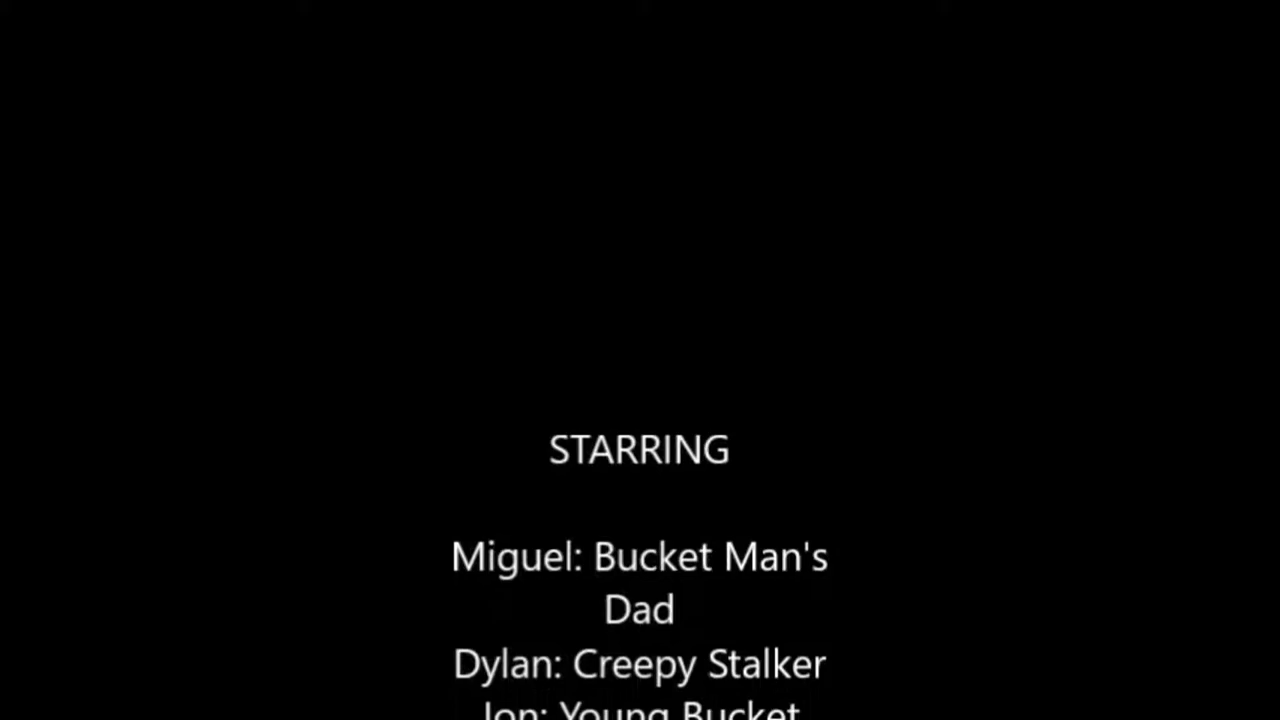 STARRING
Miguel: Bucket Man's
Dad
Dylan: Creepy Stalker
Jon: Young Bucket